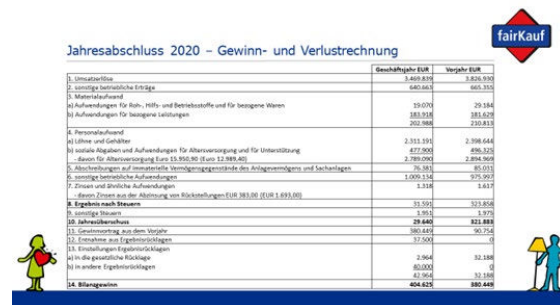 fairKauf
Jahresabschluss 2020 – Gewinn- und Verlustrechnung
Geschäftsjahr EUR Vorjahr EUR
1. Umsatzerlöse 3.469.839 3.826.930
2. sonstige betriebliche Erträge 640.663 665.355
3. Materialaufwand
a) Aufwendungen für Roh-, Hilfs- und Betriebsstoffe und für bezogene Waren 19.070 29.184
b) Aufwendungen für bezogene Leistungen 183.918 181.629
202.988 210.813
4. Personalaufwand
a) Löhne und Gehälter 2.311.191 2.398.644
b) soziale Abgaben und Aufwendungen für Altersversorgung und für Unterstützung 477.900 496.325
- davon für Altersversorgung Euro 15.950,90 (Euro 12.989,40) 2.789.090 2.894.969
5. Abschreibungen auf immaterielle Vermögensgegenstände des Anlagevermögens und Sachanlagen 76.381 85.031
6. sonstige betriebliche Aufwendungen 1.009.134 975.997
7. Zinsen und ähnliche Aufwendungen 1.318 1.617
- davon Zinsen aus der Abzinsung von Rückstellungen EUR 383,00 (EUR 1.693,00)
8. Ergebnis nach Steuern 31.591 323.858
9. sonstige Steuern 1.951 1.975
10. Jahresüberschuss 29.640 321.883
11. Gewinnvortrag aus dem Vorjahr 380.449 90.754
12. Entnahme aus Ergebnisrücklagen 37.500 0
13. Einstellungen Ergebnisrücklagen
a) in die gesetzliche Rücklage 2.964 32.188
b) in andere Ergebnisrücklagen 40.000 0
42.964 32.188
14. Bilanzgewinn 404.625 380.449